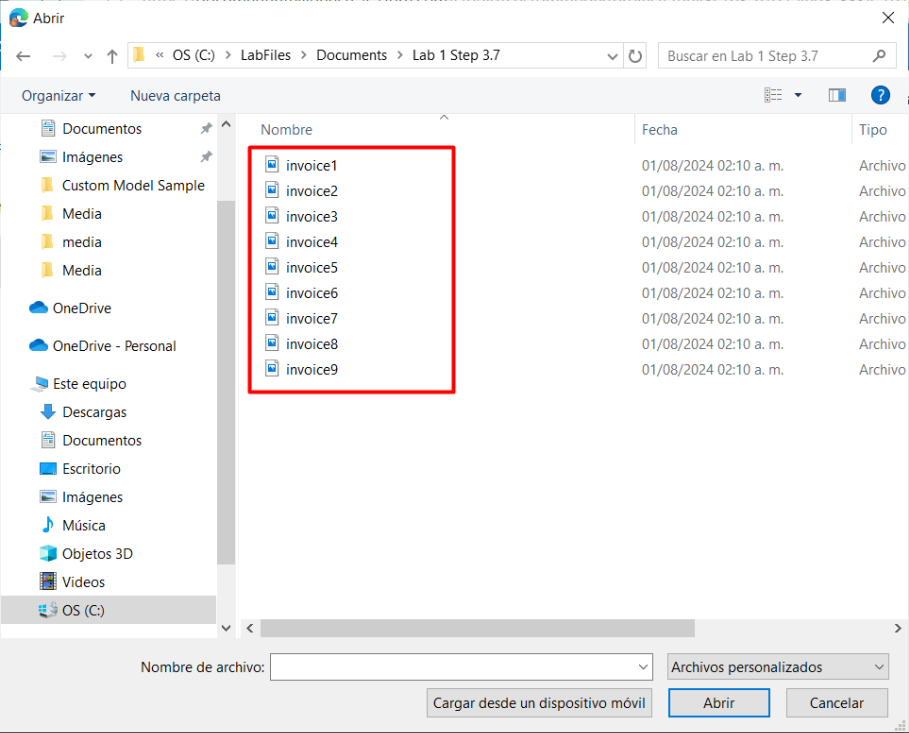 Abrir
« OS (C:) > LabFiles > Documents > Lab 1 Step 3.7
Buscar en Lab 1 Step 3.7
Organizar
Nueva carpeta
Documentos
Imágenes
Custom Model Sample
Media
media
Media
OneDrive
OneDrive - Personal
Este equipo
Descargas
Documentos
Escritorio
Imágenes
Música
Objetos 3D
Videos
OS (C:)
Nombre Fecha Tipo
invoice1 01/08/2024 02:10 a. m. Archivo
invoice2 01/08/2024 02:10 a. m. Archivo
invoice3 01/08/2024 02:10 a. m. Archivo
invoice4 01/08/2024 02:10 a. m. Archivo
invoice5 01/08/2024 02:10 a. m. Archivo
invoice6 01/08/2024 02:10 a. m. Archivo
invoice7 01/08/2024 02:10 a. m. Archivo
invoice8 01/08/2024 02:10 a. m. Archivo
invoice9 01/08/2024 02:10 a. m. Archivo
Nombre de archivo:
Archivos personalizados
Cargar desde un dispositivo móvil
Abrir
Cancelar